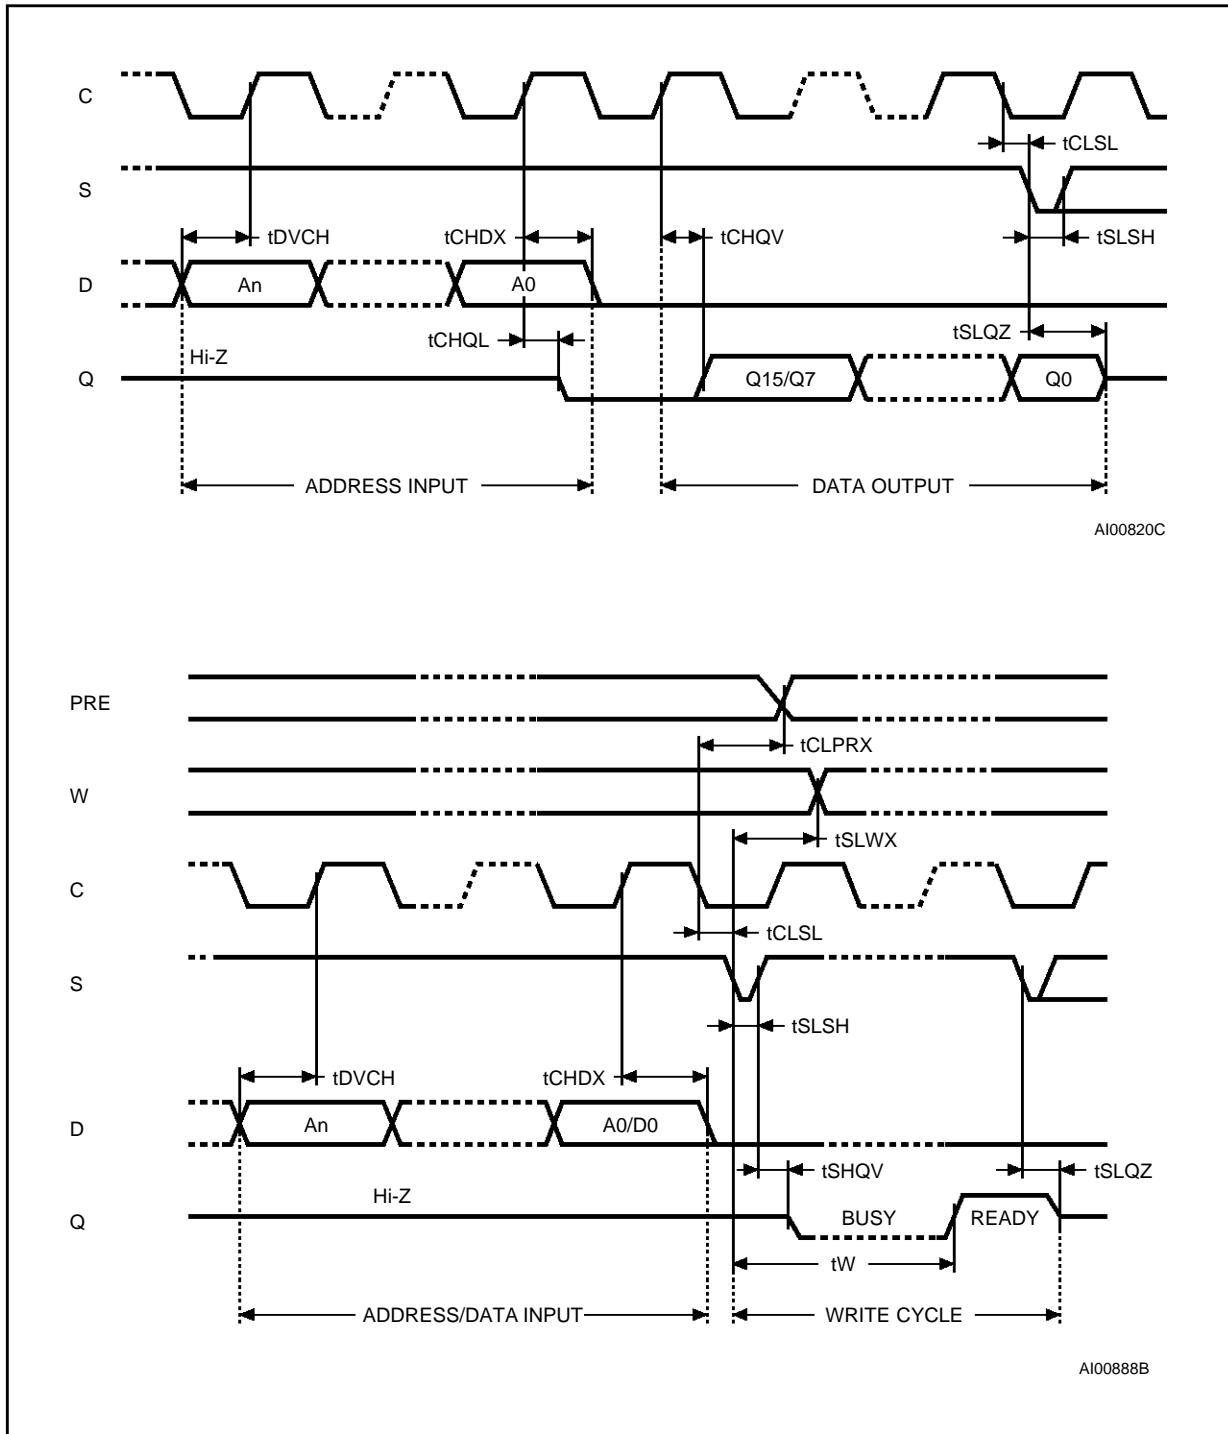 C
tCLSL
S
tDVCH
tCHDX
tCHQV
tSLSH
D
An
A0
tCHQL
tSLQZ
Hi-Z
Q
Q15/Q7
Q0
ADDRESS INPUT
DATA OUTPUT
AI00820C
PRE
tCLPRX
W
tSLWX
C
tCLSL
S
tSLSH
tDVCH
tCHDX
D
An
A0/D0
tSHQV
tSLQZ
Hi-Z
Q
BUSY
READY
tW
ADDRESS/DATA INPUT
WRITE CYCLE
AI00888B